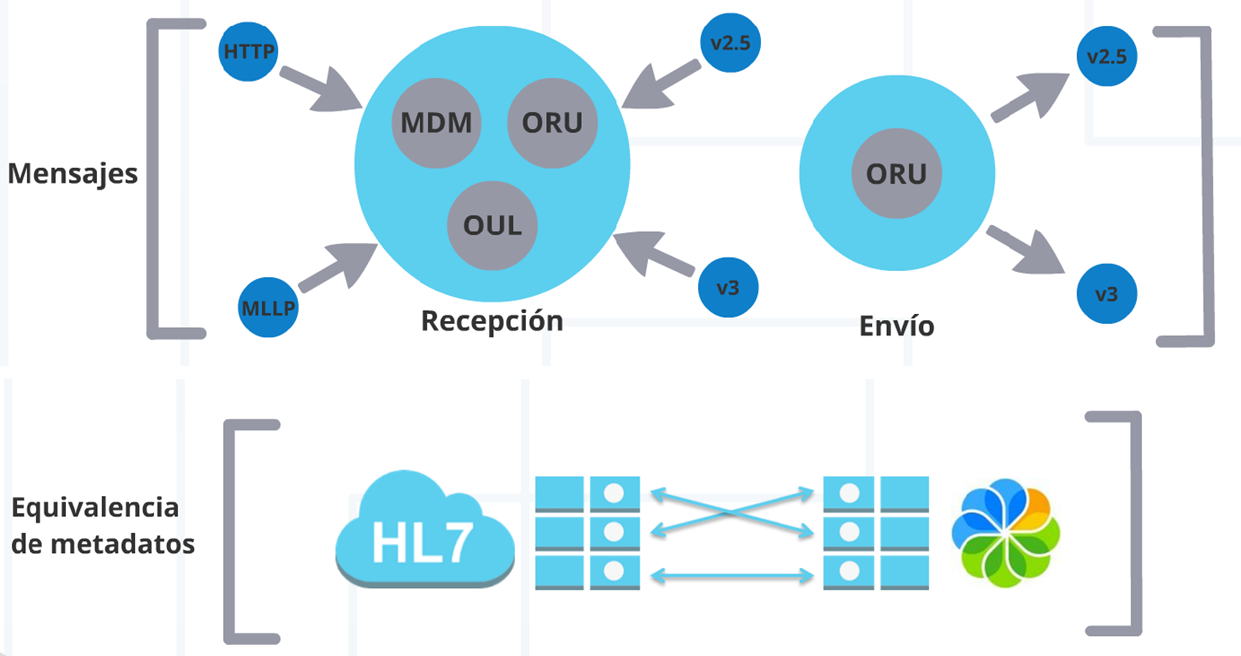 Mensajes
HTTP
MLLP
MDM
ORU
OUL
v2.5
v3
Recepción
ORU
Envío
v2.5
v3
Equivalencia
de metadatos
HL7